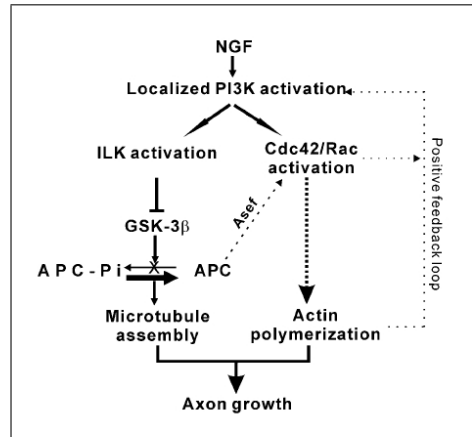 NGF
Localized PI3K activation
ILK activation
Cdc42/Rac
activation
Positive feedback loop
Asef
GSK-3β
APC-Pi
X
APC
Microtubule
assembly
Actin
polymerization
Axon growth